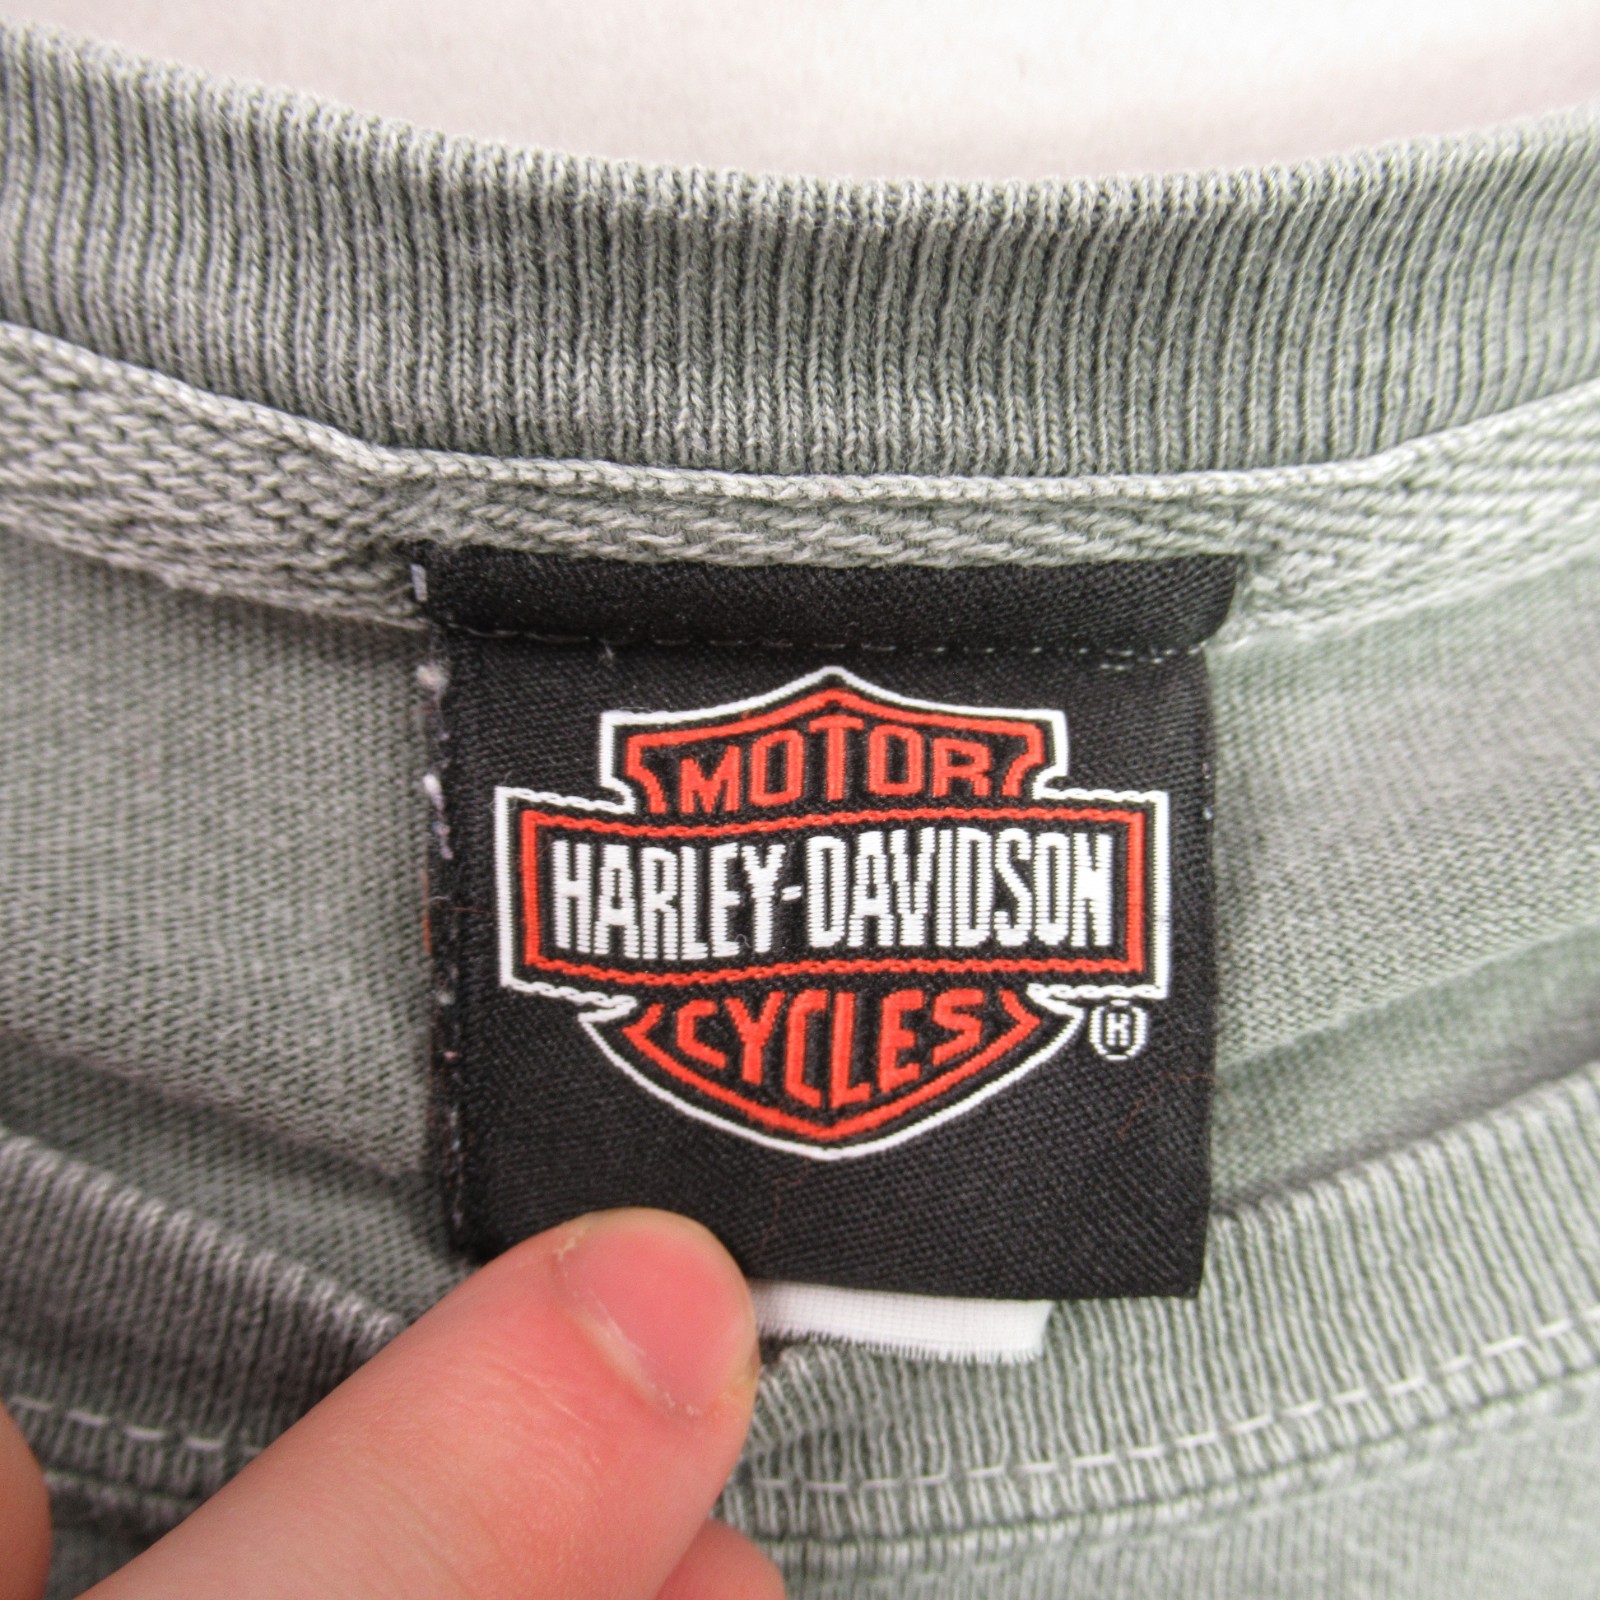 MOTOR
HARLEY-DAVIDSON
CYCLES
®